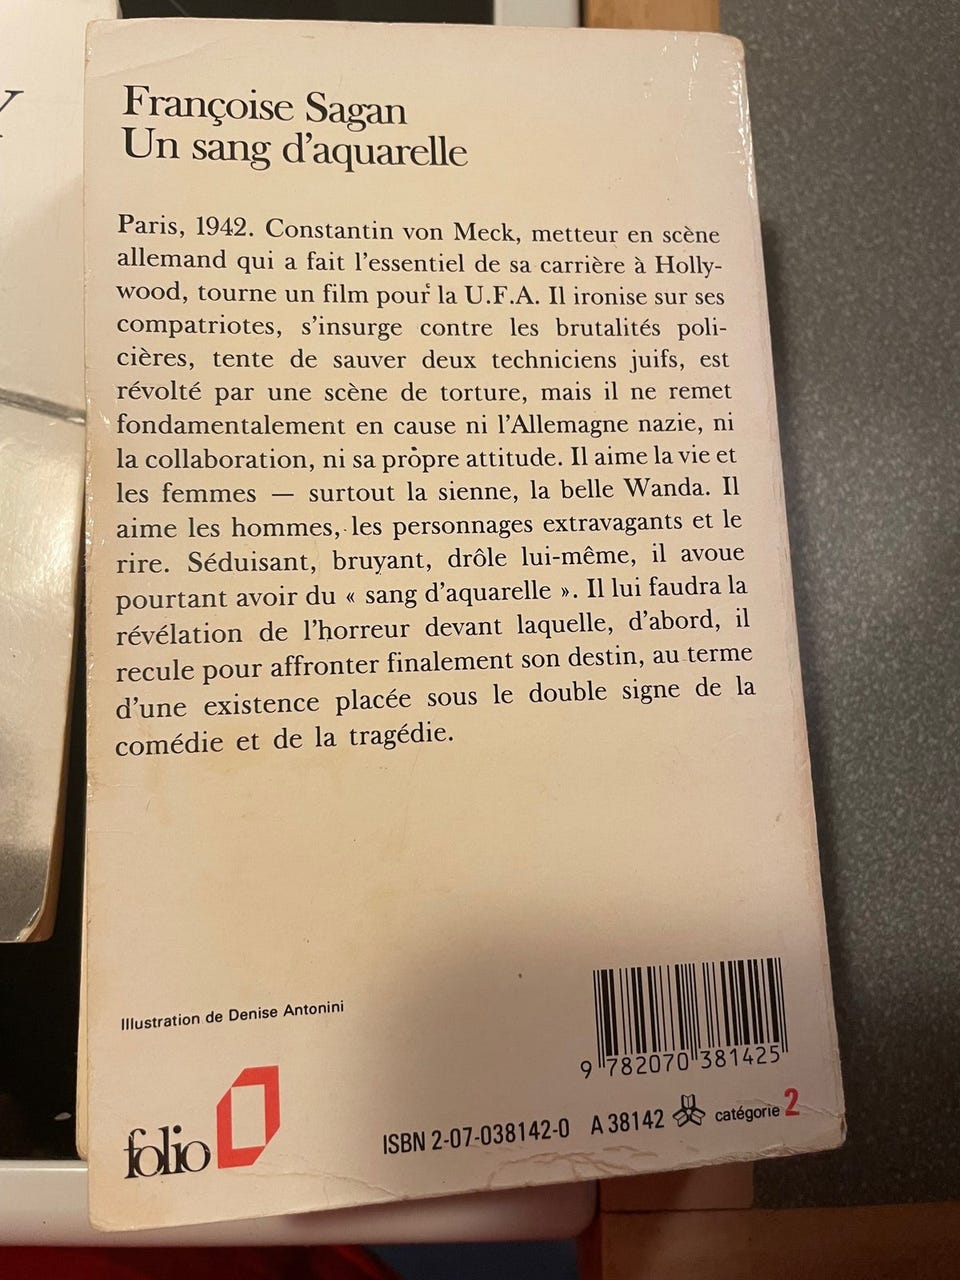 Françoise Sagan
Un sang d'aquarelle
Paris, 1942. Constantin von Meck, metteur en scène
allemand qui a fait l'essentiel de sa carrière à Holly-
wood, tourne un film pour la U.F.A. Il ironise sur ses
compatriotes, s'insurge contre les brutalités poli-
cières, tente de sauver deux techniciens juifs, est
révolté par une scène de torture, mais il ne remet
fondamentalement en cause ni l'Allemagne nazie, ni
la collaboration, ni sa propre attitude. Il aime la vie et
les femmes — surtout la sienne, la belle Wanda. Il
aime les hommes, les personnages extravagants et le
rire. Séduisant, bruyant, drôle lui-même, il avoue
pourtant avoir du « sang d'aquarelle ». Il lui faudra la
révélation de l'horreur devant laquelle, d'abord, il
recule pour affronter finalement son destin, au terme
d'une existence placée sous le double signe de la
comédie et de la tragédie.
Illustration de Denise Antonini
9 782070 381425
folio
ISBN 2-07-038142-0 A 38142 catégorie 2